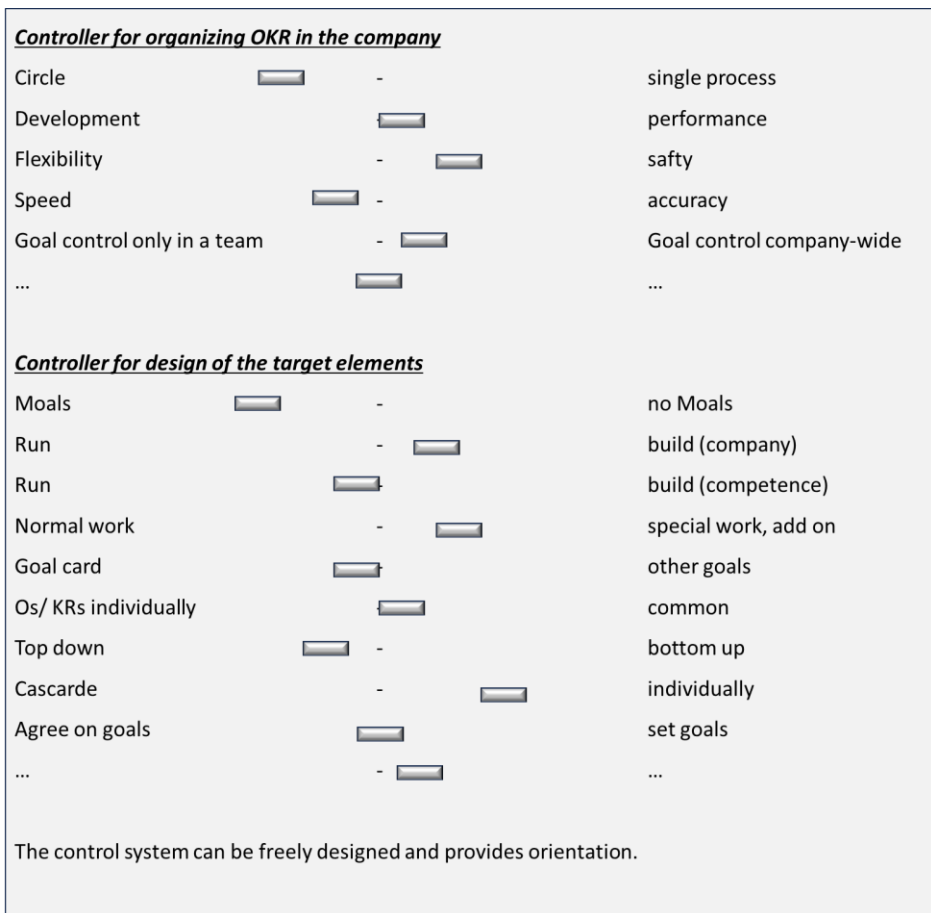 Controller for organizing OKR in the company
Circle - single process
Development - performance
Flexibility - safty
Speed - accuracy
Goal control only in a team - Goal control company-wide
... ...
Controller for design of the target elements
Moals - no Moals
Run - build (company)
Run - build (competence)
Normal work - special work, add on
Goal card - other goals
Os/ KRs individually - common
Top down - bottom up
Cascarde - individually
Agree on goals set goals
... - ...
The control system can be freely designed and provides orientation.